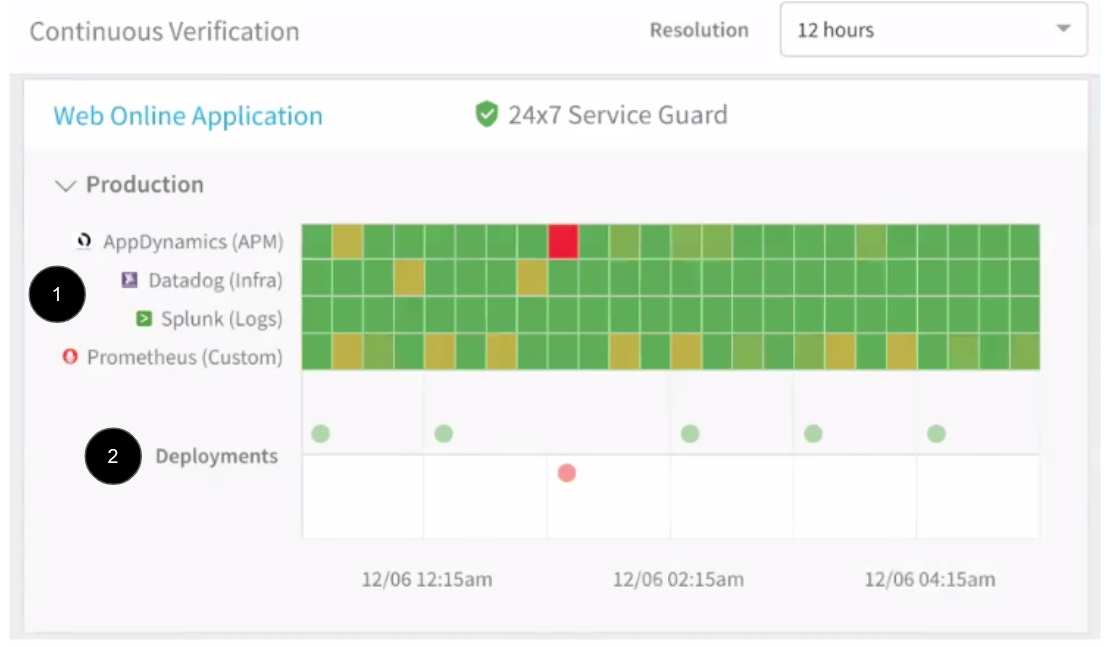 Continuous Verification
Resolution
12 hours
Web Online Application
24x7 Service Guard
Production
AppDynamics (APM)
1
Datadog (Infra)
Splunk (Logs)
Prometheus (Custom)
2
Deployments
12/06 12:15am
12/06 02:15am
12/06 04:15am